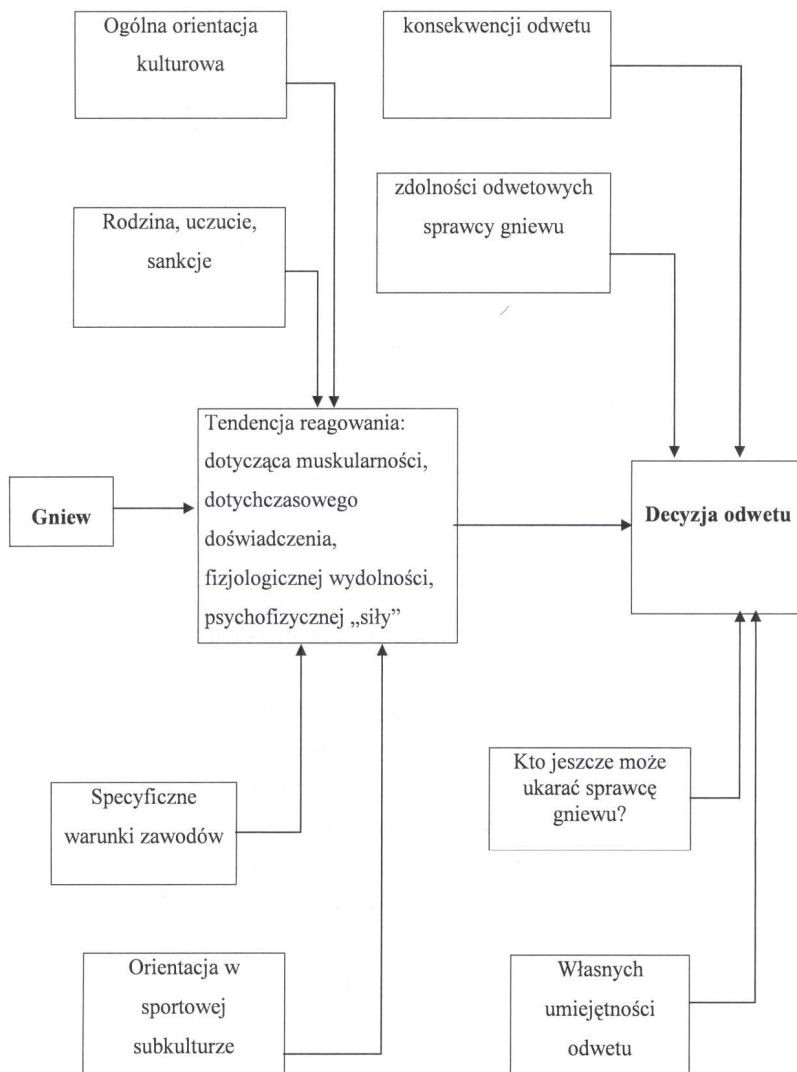 Ogólna orientacja
kulturowa
konsekwencji odwetu
zdolności odwetowych
sprawcy gniewu
Rodzina, uczucie,
sankcje
Tendencja reagowania:
dotycząca muskularności,
dotychczasowego
doświadczenia,
fizjologicznej wydolności,
psychofizycznej „siły”
Gniew
Decyzja odwetu
Specyficzne
warunki zawodów
Kto jeszcze może
ukarać sprawcę
gniewu?
Orientacja w
sportowej
subkulturze
Własnych
umiejętności
odwetu